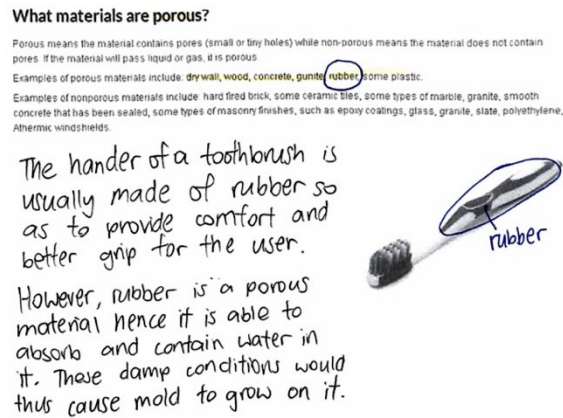 What materials are porous?
Porous means the material contains pores (small or tiny holes) while non-porous means the material does not contain
pores. If the material will pass liquid or gas, it is porous
Examples of porous materials include: dry wall, wood, concrete, gunite, rubber, some plastic.
Examples of nonporous materials include: hard fired brick, some ceramic tiles, some types of marble, granite, smooth
concrete that has been sealed, some types of masonry finishes, such as epoxy coatings, glass, granite, slate, polyethylene,
Athermic windshields.
The hander of a toothbrush is
usually made of rubber so
as to provide comfort and
better grip for the user.
rubber
However, rubber is a porous
material hence it is able to
absorb and contain water in
it. These damp conditions would
thus cause mold to grow on it.